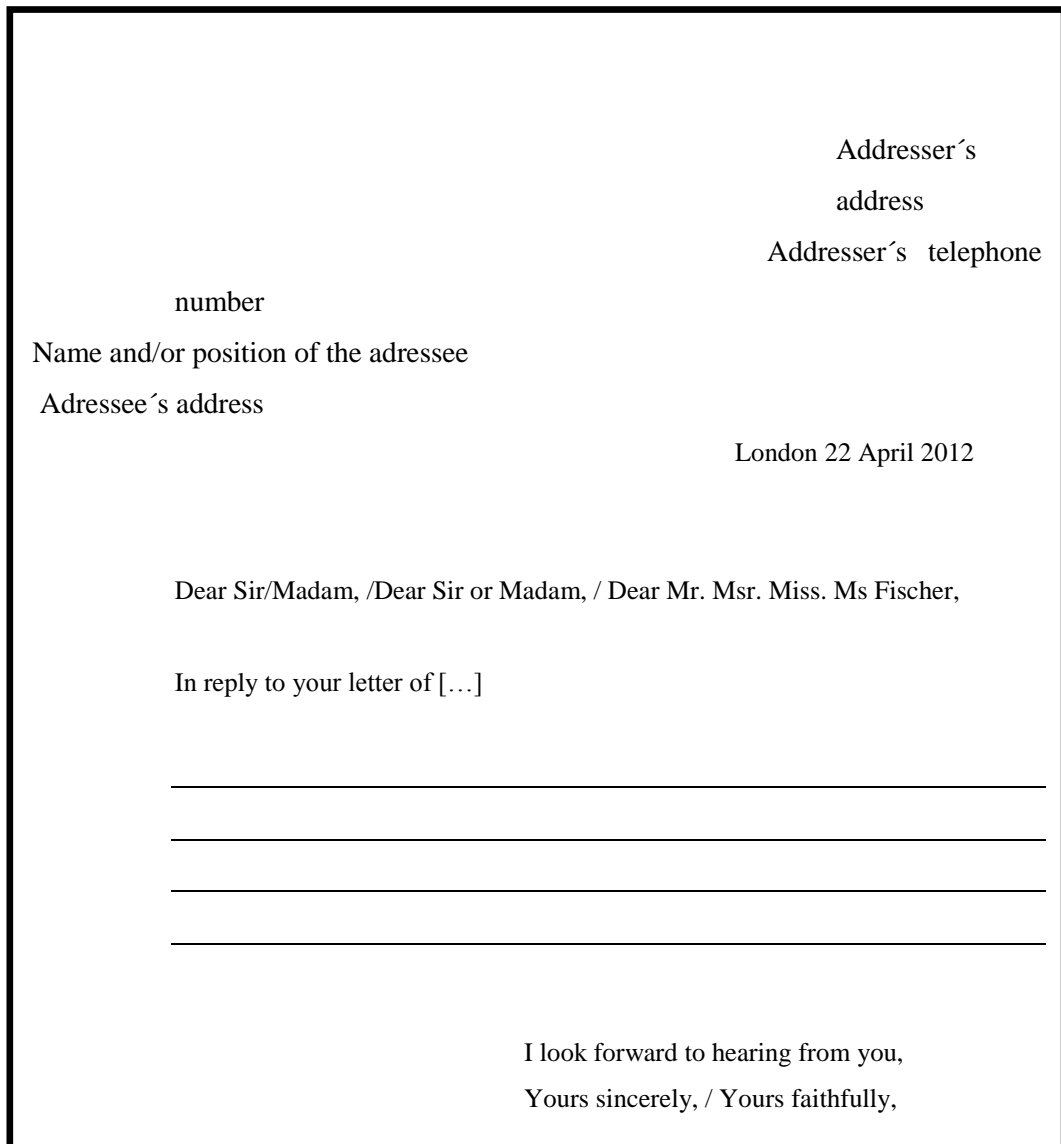 Addresser´s
address
Addresser´s telephone
number
Name and/or position of the adressee
Adressee´s address
London 22 April 2012
Dear Sir/Madam, /Dear Sir or Madam, / Dear Mr. Msr. Miss. Ms Fischer,
In reply to your letter of […]
I look forward to hearing from you,
Yours sincerely, / Yours faithfully,